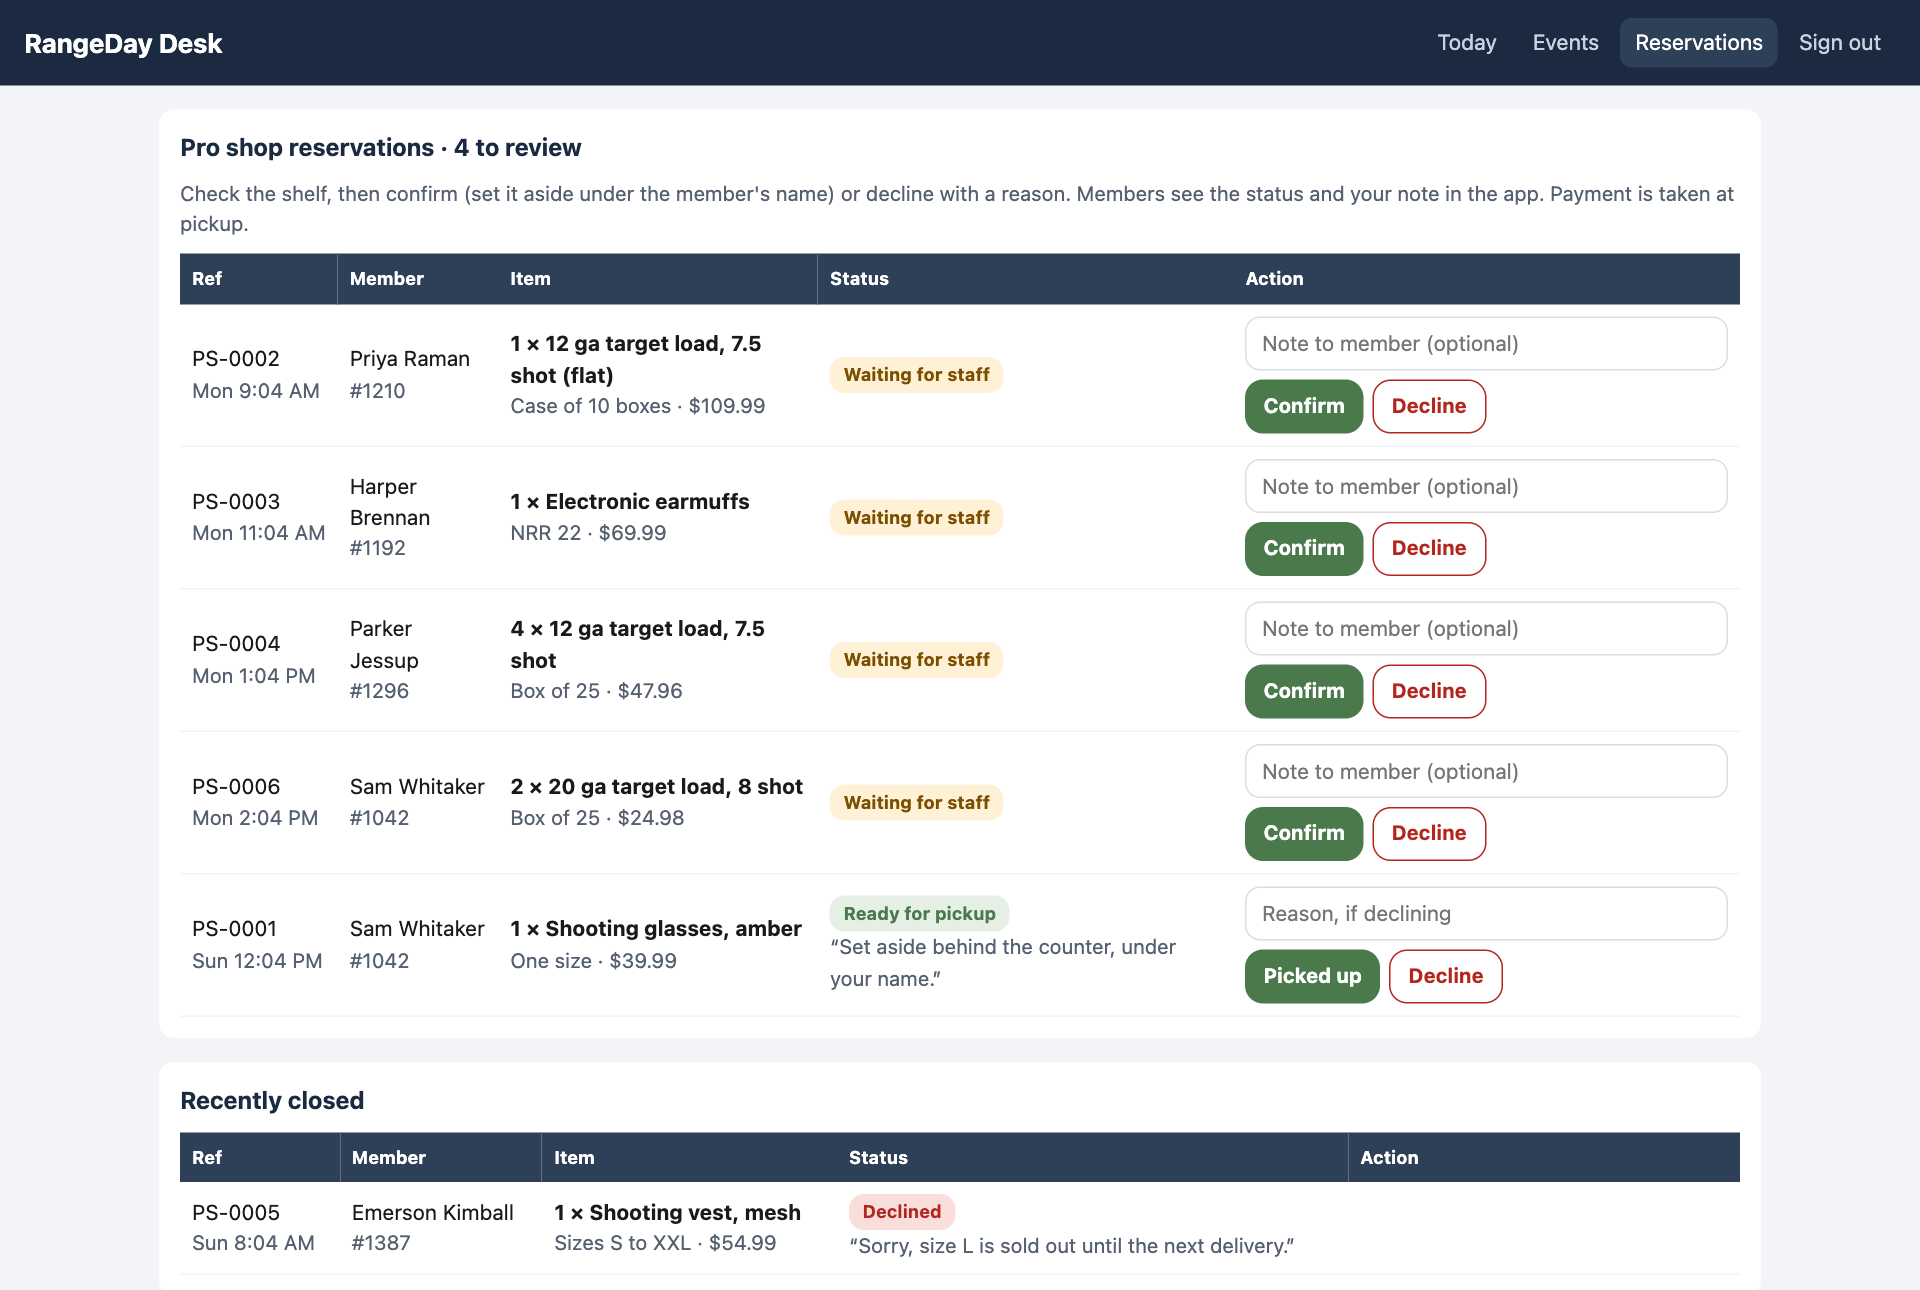 RangeDay Desk
Today Events Reservations Sign out
Pro shop reservations · 4 to review
Check the shelf, then confirm (set it aside under the member's name) or decline with a reason. Members see the status and your note in the app. Payment is taken at
pickup.
Ref Member Item Status Action
PS-0002
Mon 9:04 AM
Priya Raman
#1210
1 × 12 ga target load, 7.5
shot (flat)
Case of 10 boxes · $109.99
Waiting for staff
Note to member (optional)
Confirm Decline
PS-0003
Mon 11:04 AM
Harper
Brennan
#1192
1 × Electronic earmuffs
NRR 22 · $69.99
Waiting for staff
Note to member (optional)
Confirm Decline
PS-0004
Mon 1:04 PM
Parker
Jessup
#1296
4 × 12 ga target load, 7.5
shot
Box of 25 · $47.96
Waiting for staff
Note to member (optional)
Confirm Decline
PS-0006
Mon 2:04 PM
Sam Whitaker
#1042
2 × 20 ga target load, 8 shot
Box of 25 · $24.98
Waiting for staff
Note to member (optional)
Confirm Decline
PS-0001
Sun 12:04 PM
Sam Whitaker
#1042
1 × Shooting glasses, amber
One size · $39.99
Ready for pickup
“Set aside behind the counter, under
your name.”
Reason, if declining
Picked up Decline
Recently closed
Ref Member Item Status Action
PS-0005
Sun 8:04 AM
Emerson Kimball
#1387
1 × Shooting vest, mesh
Sizes S to XXL · $54.99
Declined
“Sorry, size L is sold out until the next delivery.”